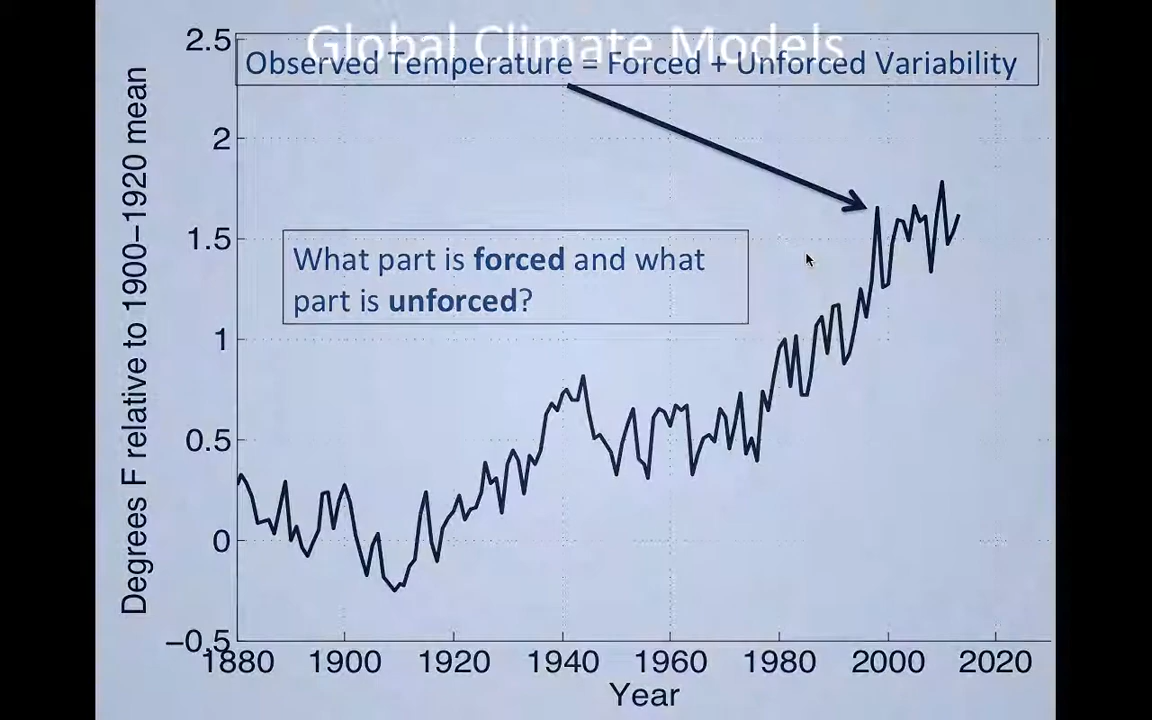 Global Climate Models
Observed Temperature = Forced + Unforced Variability
What part is forced and what
part is unforced?
Degrees F relative to 1900−1920 mean
2.5
2
1.5
1
0.5
0
−0.5
1880 1900 1920 1940 1960 1980 2000 2020
Year